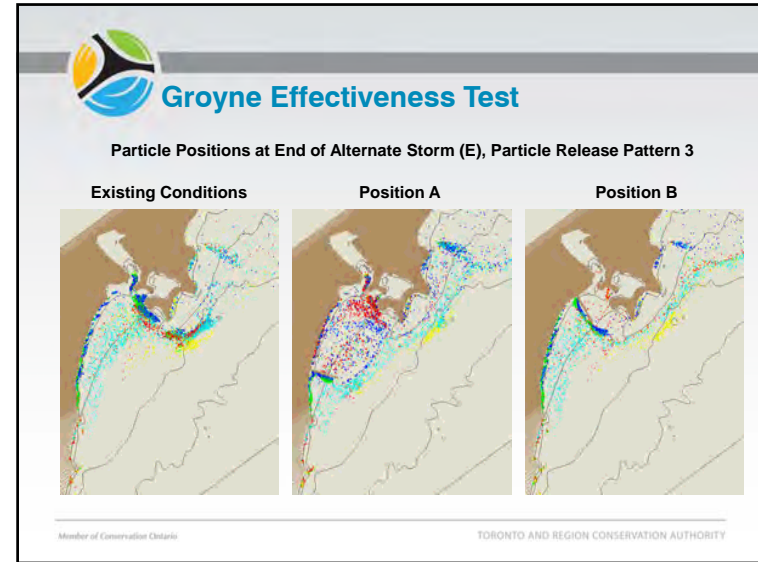 Groyne Effectiveness Test
Particle Positions at End of Alternate Storm (E), Particle Release Pattern 3
Existing Conditions
Position A
Position B
Member of Conservation Ontario
TORONTO AND REGION CONSERVATION AUTHORITY